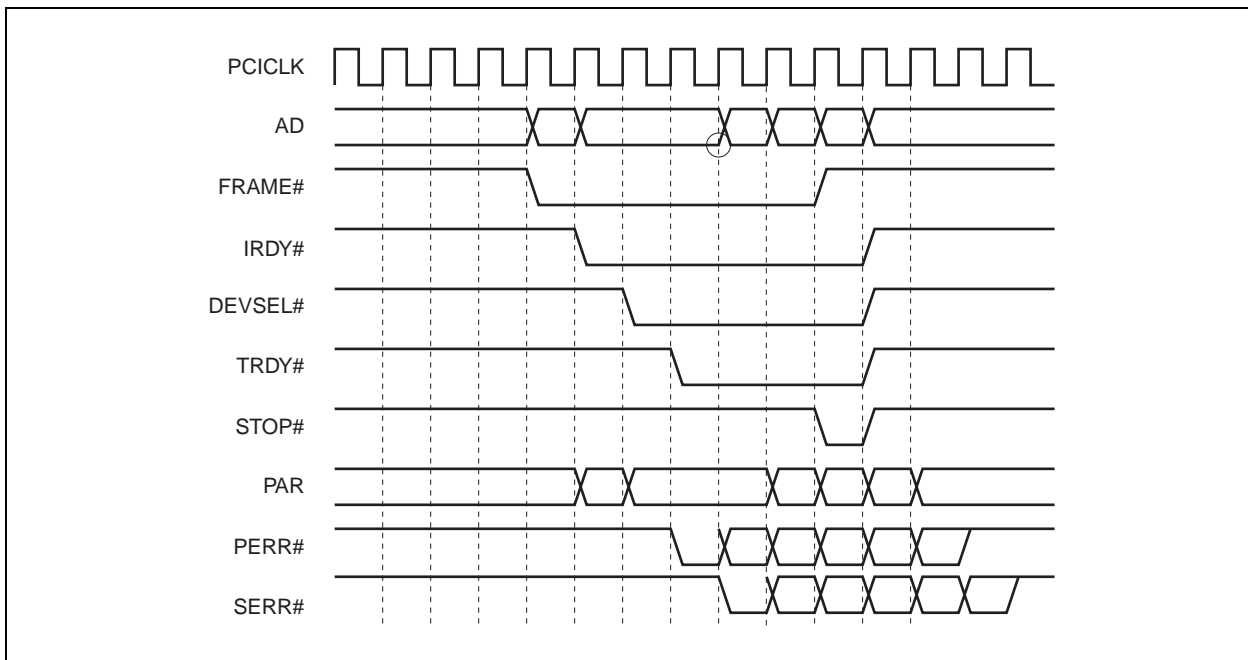 PCICLK
AD
FRAME#
IRDY#
DEVSEL#
TRDY#
STOP#
PAR
PERR#
SERR#